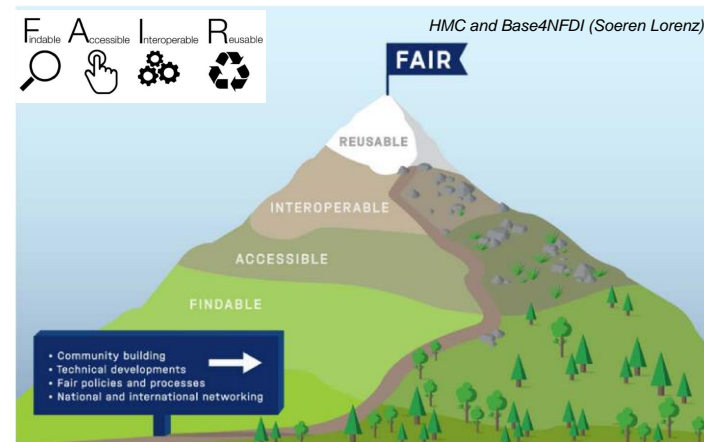 Findable Accessible Interoperable Reusable
HMC and Base4NFDI (Soeren Lorenz)
FAIR
REUSABLE
INTEROPERABLE
ACCESSIBLE
FINDABLE
• Community building
• Technical developments
• Fair policies and processes
• National and international networking